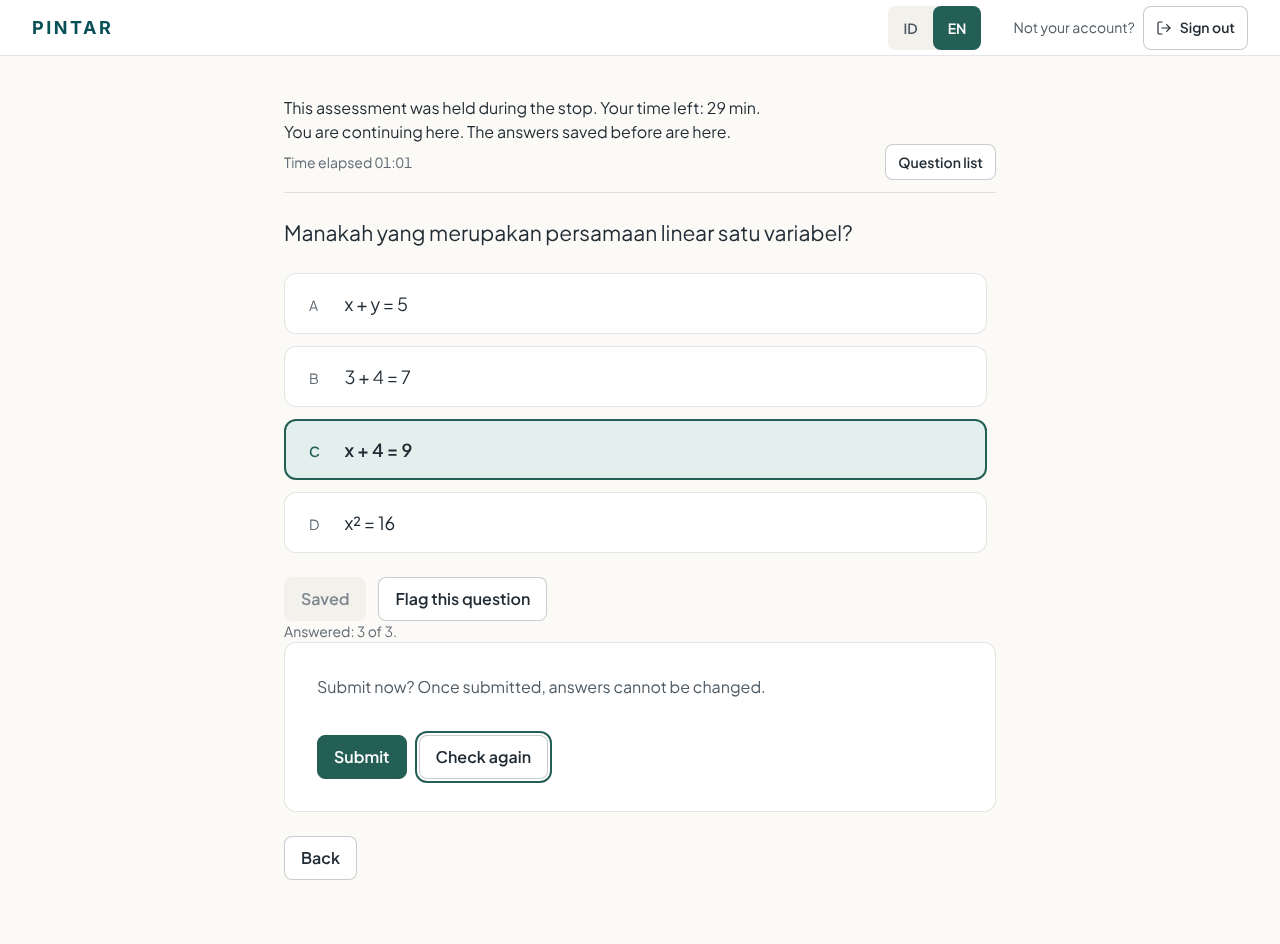 PINTAR
ID
EN
Not your account?
Sign out
This assessment was held during the stop. Your time left: 29 min.
You are continuing here. The answers saved before are here.
Time elapsed 01:01
Question list
Manakah yang merupakan persamaan linear satu variabel?
A x + y = 5
B 3 + 4 = 7
C x + 4 = 9
D x² = 16
Saved
Flag this question
Answered: 3 of 3.
Submit now? Once submitted, answers cannot be changed.
Submit
Check again
Back